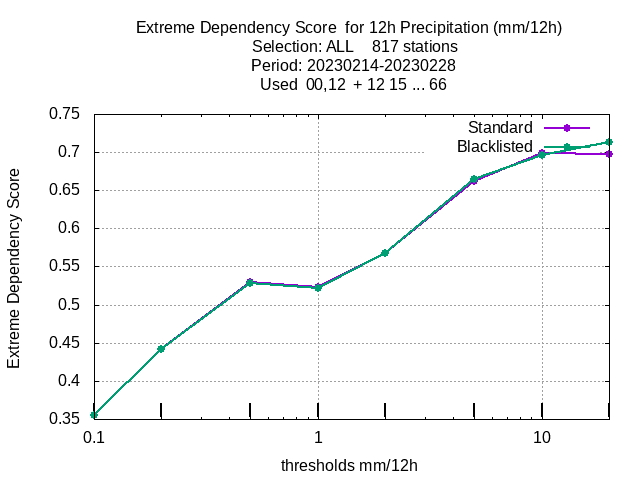 Extreme Dependency Score  for 12h Precipitation (mm/12h)
Selection: ALL    817 stations
Period: 20230214-20230228
Used  00,12  + 12 15 ... 66
Standard
Blacklisted
Extreme Dependency Score
0.75
0.7
0.65
0.6
0.55
0.5
0.45
0.4
0.35
0.1
1
10
thresholds mm/12h